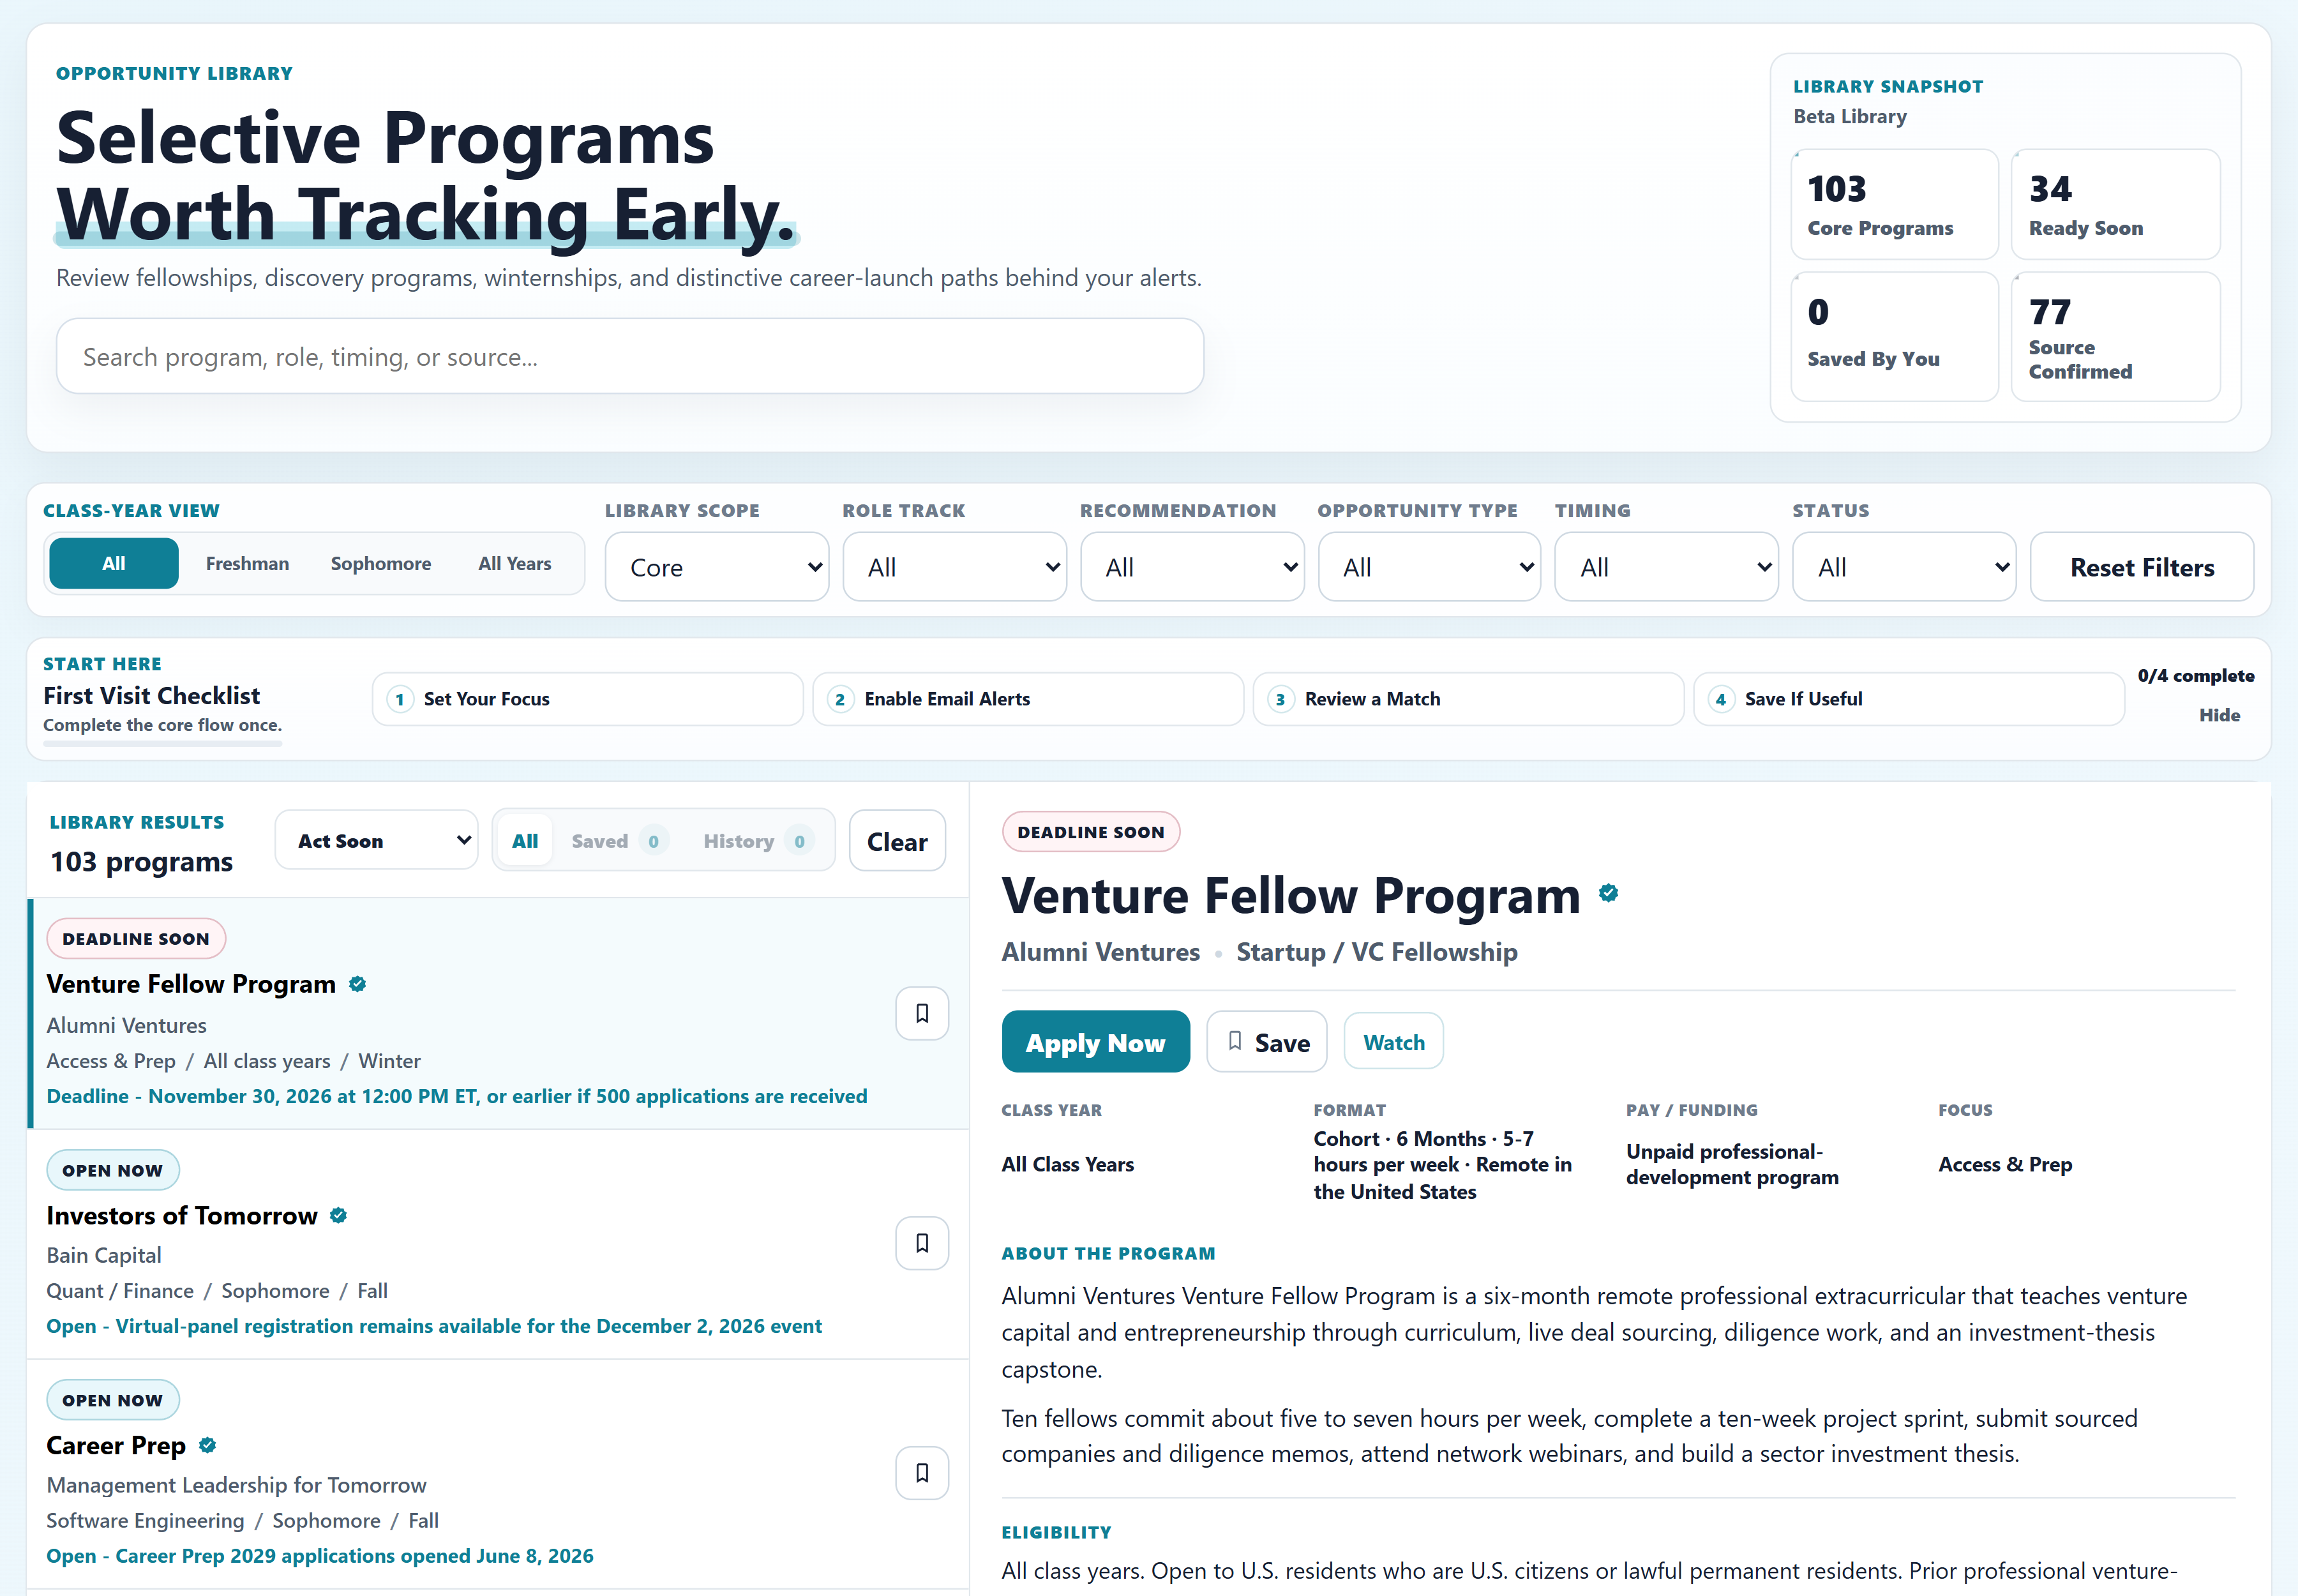 OPPORTUNITY LIBRARY
Selective Programs
Worth Tracking Early.
Review fellowships, discovery programs, winternships, and distinctive career-launch paths behind your alerts.
Search program, role, timing, or source...
LIBRARY SNAPSHOT
Beta Library
103
Core Programs
34
Ready Soon
0
Saved By You
77
Source
Confirmed
CLASS-YEAR VIEW
All
Freshman
Sophomore
All Years
LIBRARY SCOPE
Core
ROLE TRACK
All
RECOMMENDATION
All
OPPORTUNITY TYPE
All
TIMING
All
STATUS
All
Reset Filters
START HERE
First Visit Checklist
Complete the core flow once.
1 Set Your Focus
2 Enable Email Alerts
3 Review a Match
4 Save If Useful
0/4 complete
Hide
LIBRARY RESULTS
103 programs
Act Soon
All
Saved 0
History 0
Clear
DEADLINE SOON
Venture Fellow Program
Alumni Ventures
Access & Prep / All class years / Winter
Deadline - November 30, 2026 at 12:00 PM ET, or earlier if 500 applications are received
OPEN NOW
Investors of Tomorrow
Bain Capital
Quant / Finance / Sophomore / Fall
Open - Virtual-panel registration remains available for the December 2, 2026 event
OPEN NOW
Career Prep
Management Leadership for Tomorrow
Software Engineering / Sophomore / Fall
Open - Career Prep 2029 applications opened June 8, 2026
DEADLINE SOON
Venture Fellow Program
Alumni Ventures • Startup / VC Fellowship
Apply Now
Save
Watch
CLASS YEAR
All Class Years
FORMAT
Cohort · 6 Months · 5-7
hours per week · Remote in
the United States
PAY / FUNDING
Unpaid professional-
development program
FOCUS
Access & Prep
ABOUT THE PROGRAM
Alumni Ventures Venture Fellow Program is a six-month remote professional extracurricular that teaches venture
capital and entrepreneurship through curriculum, live deal sourcing, diligence work, and an investment-thesis
capstone.
Ten fellows commit about five to seven hours per week, complete a ten-week project sprint, submit sourced
companies and diligence memos, attend network webinars, and build a sector investment thesis.
ELIGIBILITY
All class years. Open to U.S. residents who are U.S. citizens or lawful permanent residents. Prior professional venture-